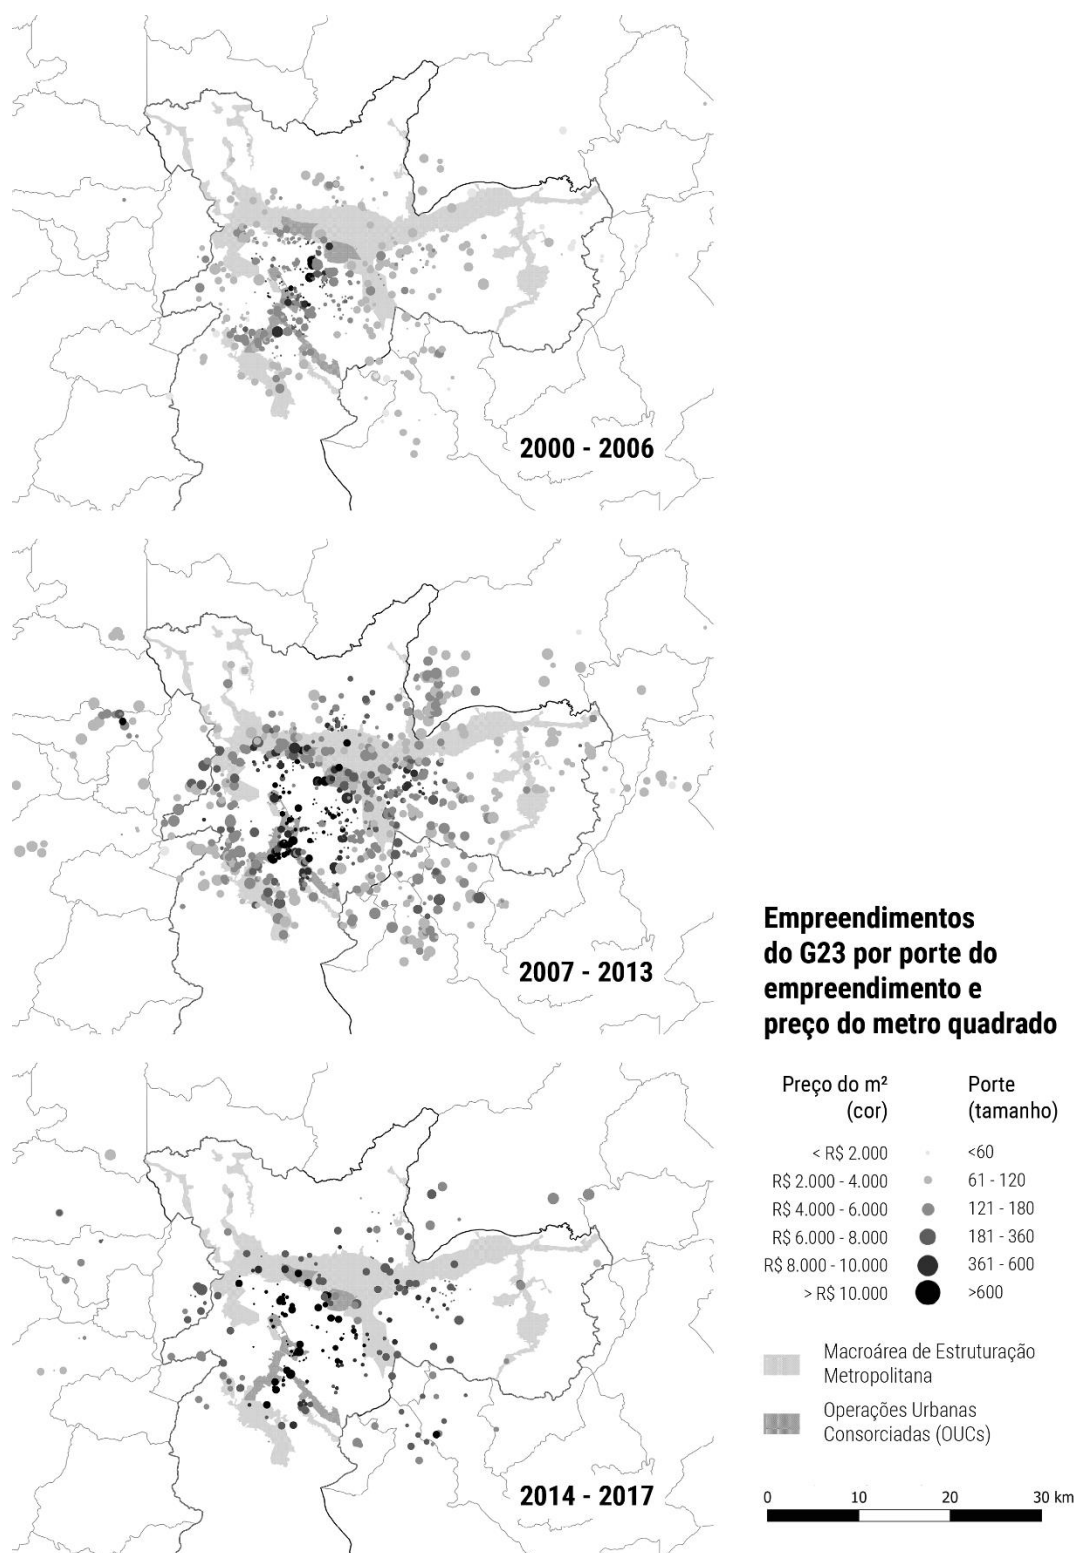 2000 - 2006
2007 - 2013
2014 - 2017
Empreendimentos
do G23 por porte do
empreendimento e
preço do metro quadrado
Preço do m² Porte
(cor) (tamanho)
< R$ 2.000 <60
R$ 2.000 - 4.000 61 - 120
R$ 4.000 - 6.000 121 - 180
R$ 6.000 - 8.000 181 - 360
R$ 8.000 - 10.000 361 - 600
> R$ 10.000 >600
Macroárea de Estruturação
Metropolitana
Operações Urbanas
Consorciadas (OUCs)
0 10 20 30 km